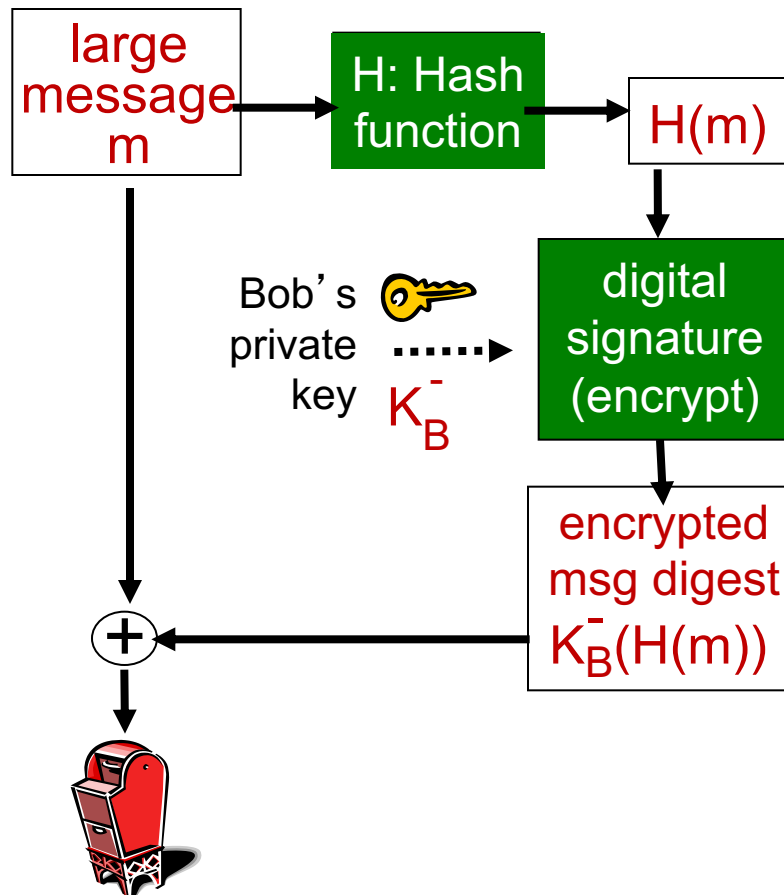 large
message
m
H: Hash
function
H(m)
Bob’s
private
key
K_B^-
digital
signature
(encrypt)
encrypted
msg digest
K_B^-(H(m))
+